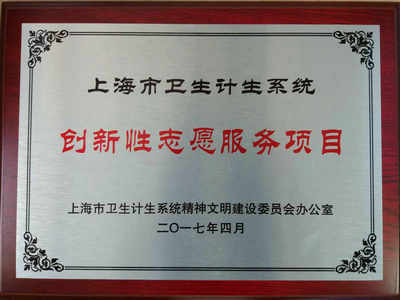 上海市卫生计生系统
创新性志愿服务项目
上海市卫生计生系统精神文明建设委员会办公室
二〇一七年四月